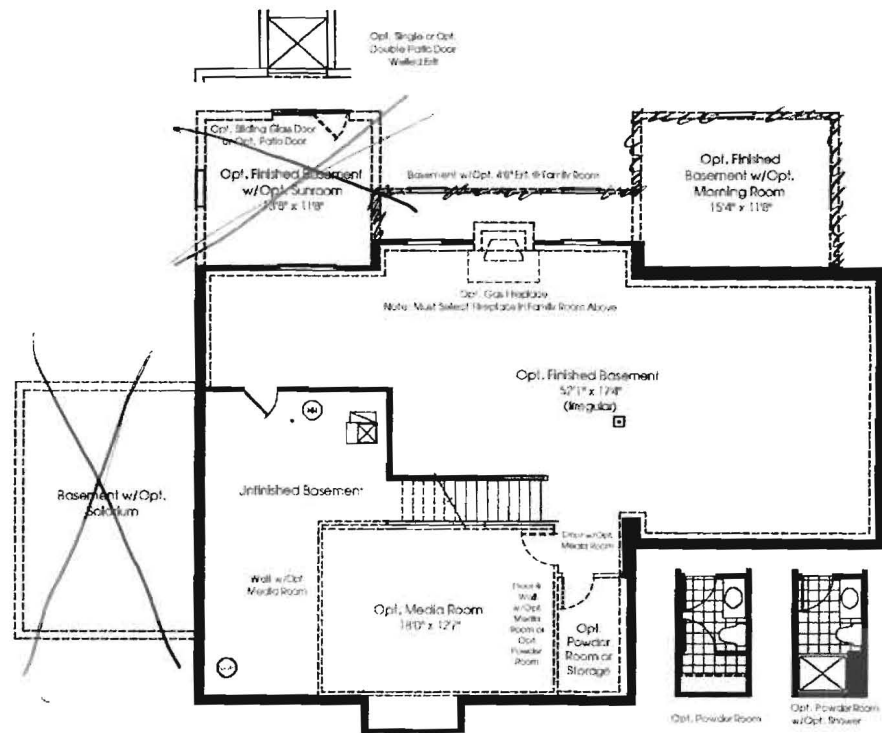 Opt. Single or Opt.
Double Patio Door
Welled Exit
Opt. Sliding Glass Door
or Opt. Patio Door
Opt. Finished Basement
w/Opt. Sunroom
13'8" x 11'8"
Basement w/Opt. 4'0" Ext. @ Family Room
Opt. Finished
Basement w/Opt.
Morning Room
15'4" x 11'8"
Opt. Gas Fireplace
Note: Must Select Fireplace In Family Room Above
Opt. Finished Basement
52'1" x 17'4"
(Irregular)
Basement w/Opt.
Solarium
Unfinished Basement
Wall w/Opt.
Media Room
Opt. Media Room
18'0" x 12'7"
w/Opt.
Media Room
Door &
Wall
w/Opt.
Media
Room or
Opt.
Powder
Room
Opt.
Powder
Room or
Storage
Opt. Powder Room
Opt. Powder Room
w/Opt. Shower